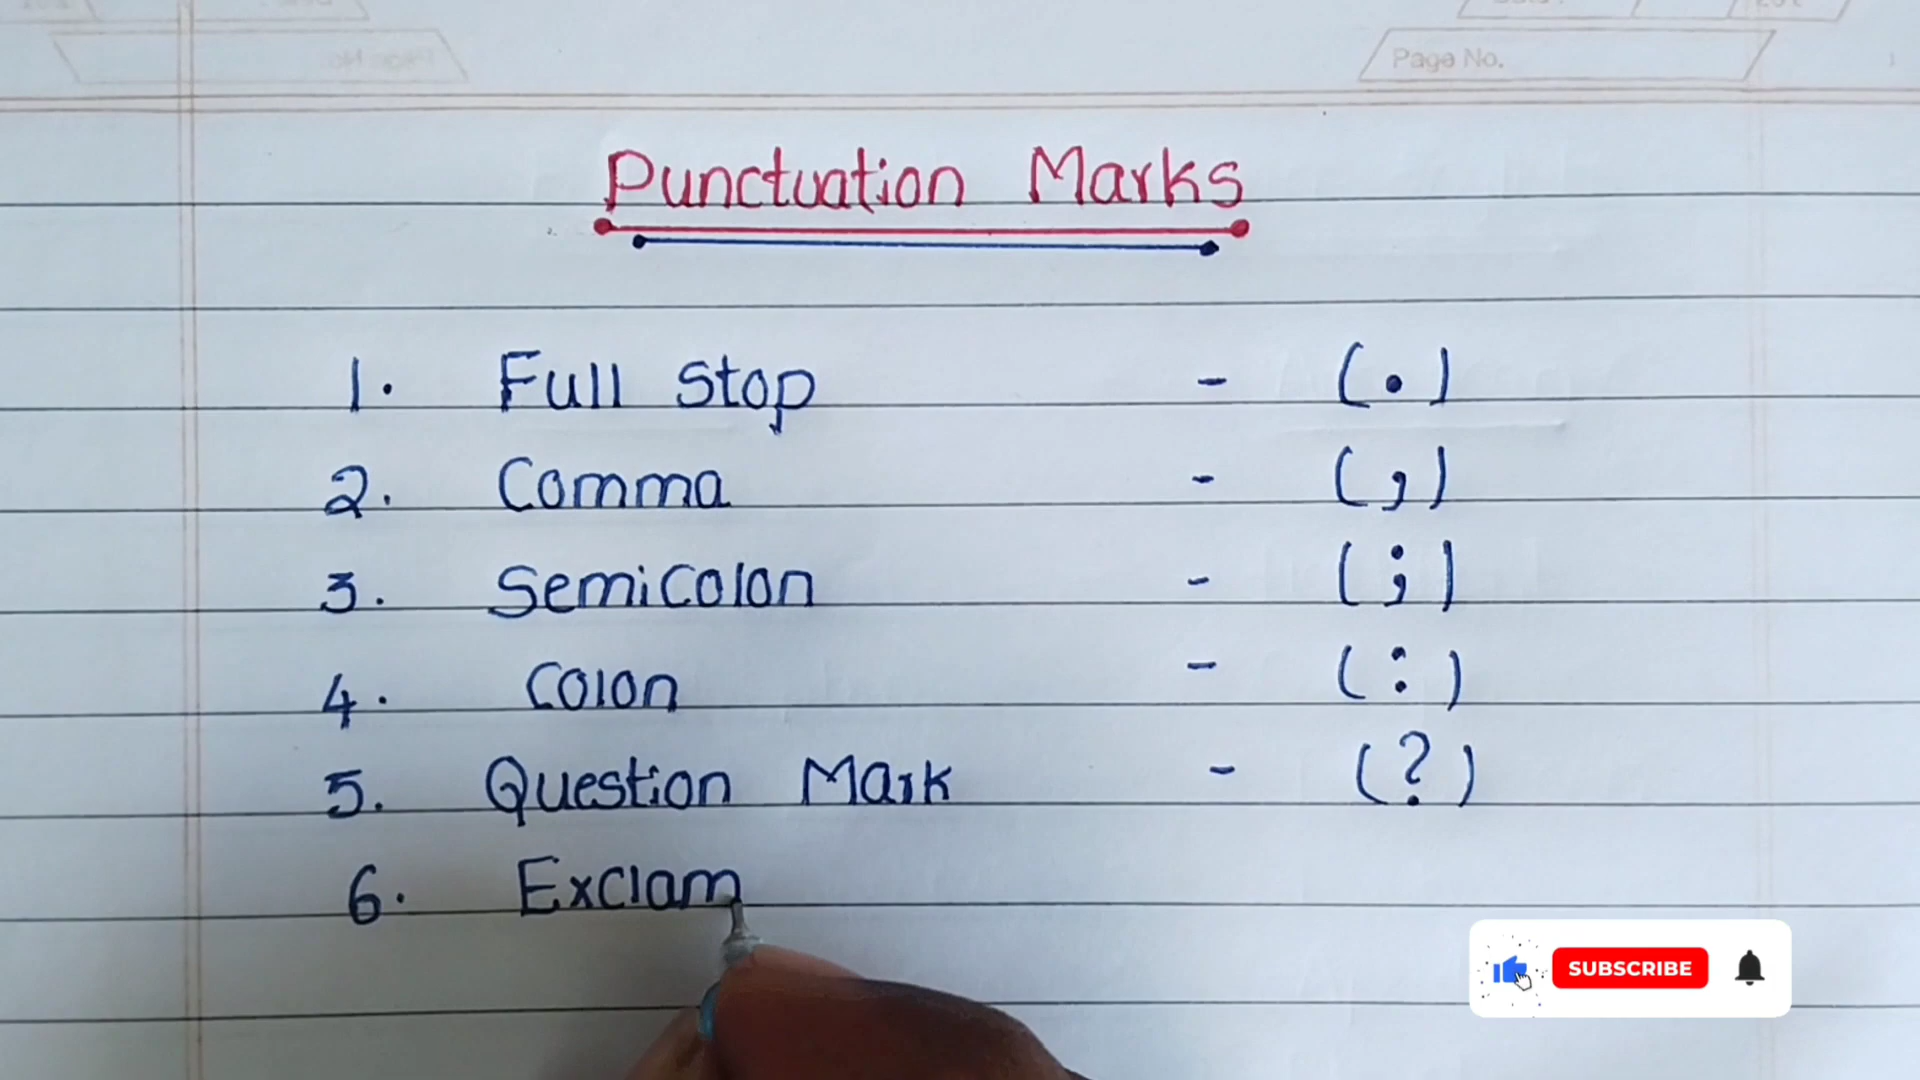 Page No.
Punctuation Marks
1. Full stop - (.)
2. Comma - (,)
3. Semicolon - (;)
4. Colon - (:)
5. Question Mark - (?)
6. Exclam
SUBSCRIBE